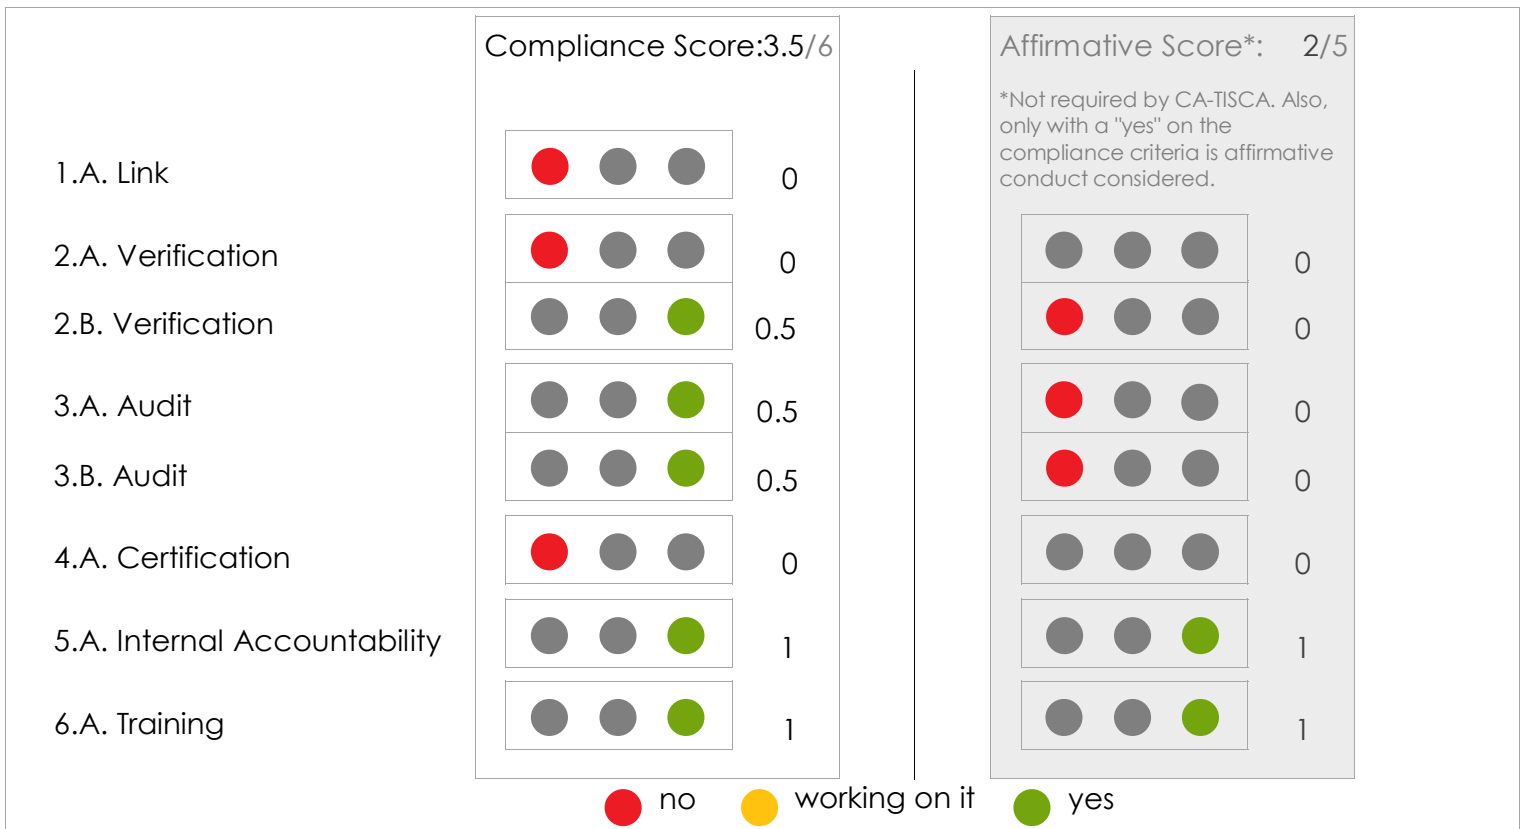 Compliance Score:3.5/6
Affirmative Score*: 2/5
*Not required by CA-TISCA. Also,
only with a "yes" on the
compliance criteria is affirmative
conduct considered.
1.A. Link 0
2.A. Verification 0 0
2.B. Verification 0.5 0
3.A. Audit 0.5 0
3.B. Audit 0.5 0
4.A. Certification 0 0
5.A. Internal Accountability 1 1
6.A. Training 1 1
no working on it yes